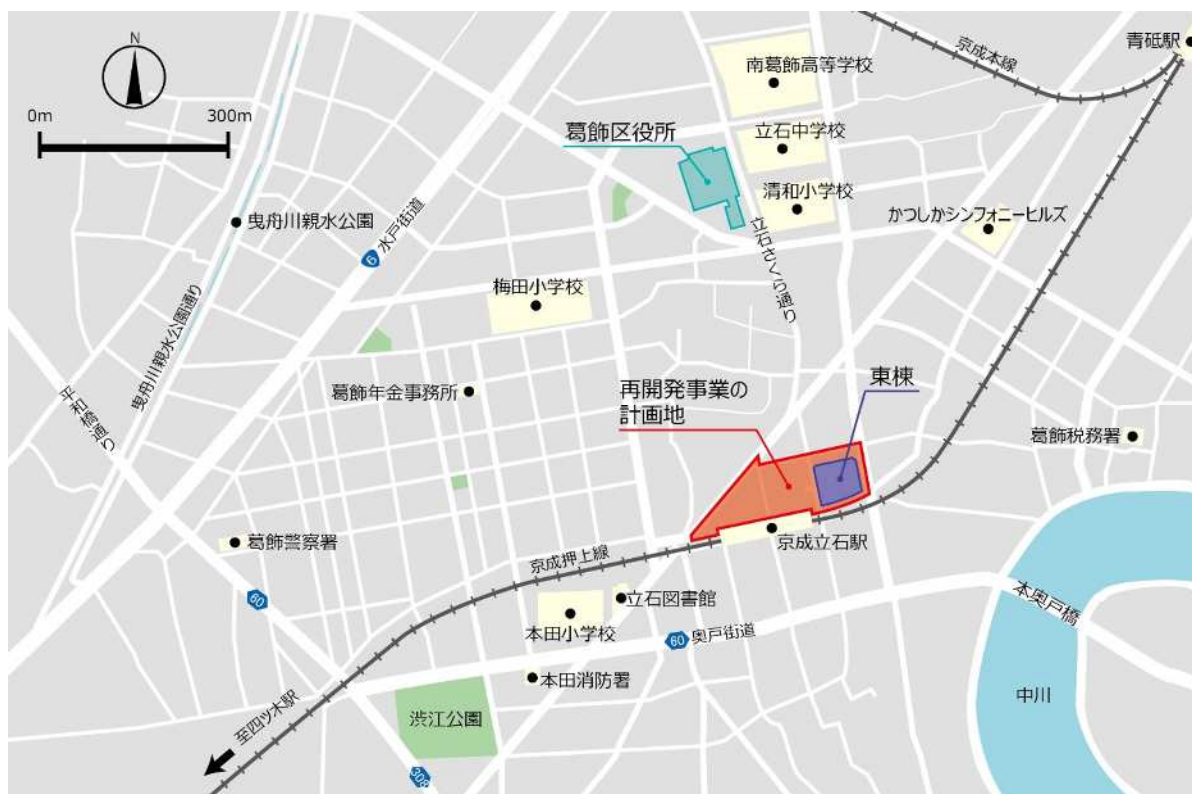 N
0m
300m
京成本線
青砥駅
南葛飾高等学校
葛飾区役所
立石中学校
清和小学校
かつしかシンフォニーヒルズ
曳舟川親水公園
6
水戸街道
立石さくら通り
梅田小学校
曳舟川親水公園通り
平和橋通り
葛飾年金事務所
再開発事業の
計画地
東棟
葛飾税務署
葛飾警察署
京成押上線
京成立石駅
60
立石図書館
本田小学校
60
奥戸街道
本奥戸橋
本田消防署
渋江公園
中川
至四ツ木駅
308